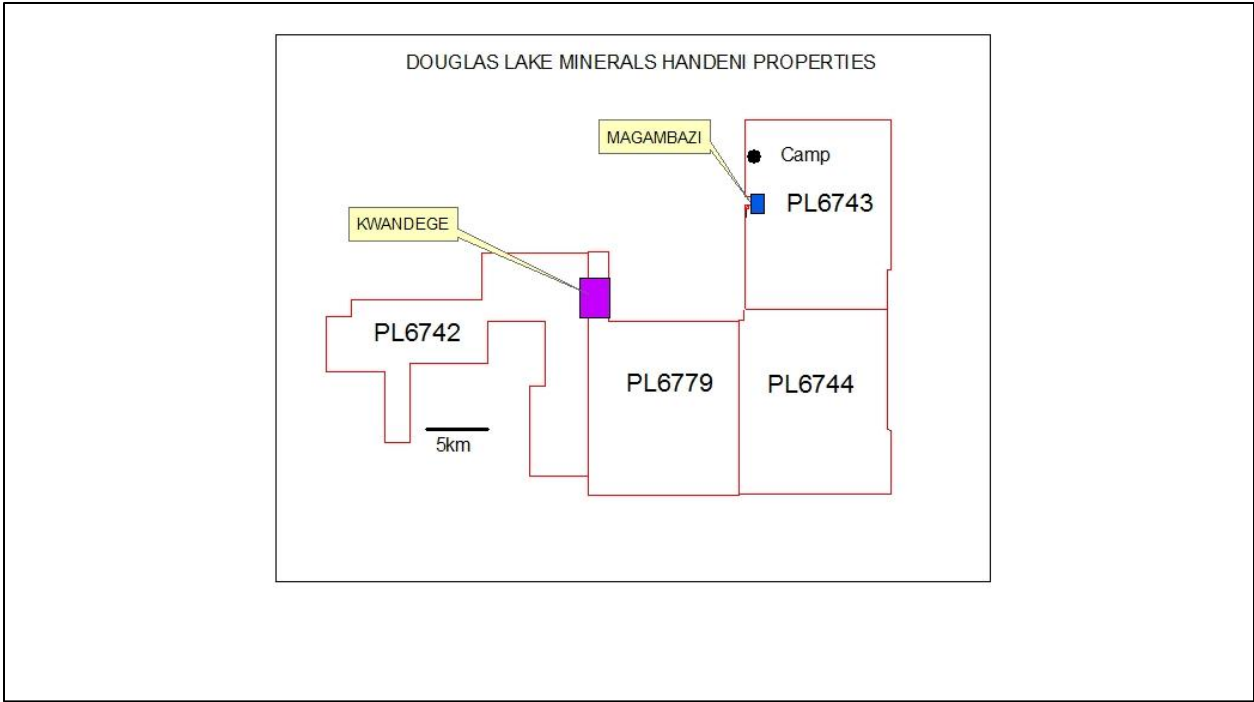 DOUGLAS LAKE MINERALS HANDENI PROPERTIES
MAGAMBAZI
Camp
PL6743
KWANDEGE
PL6742
PL6779
PL6744
5km